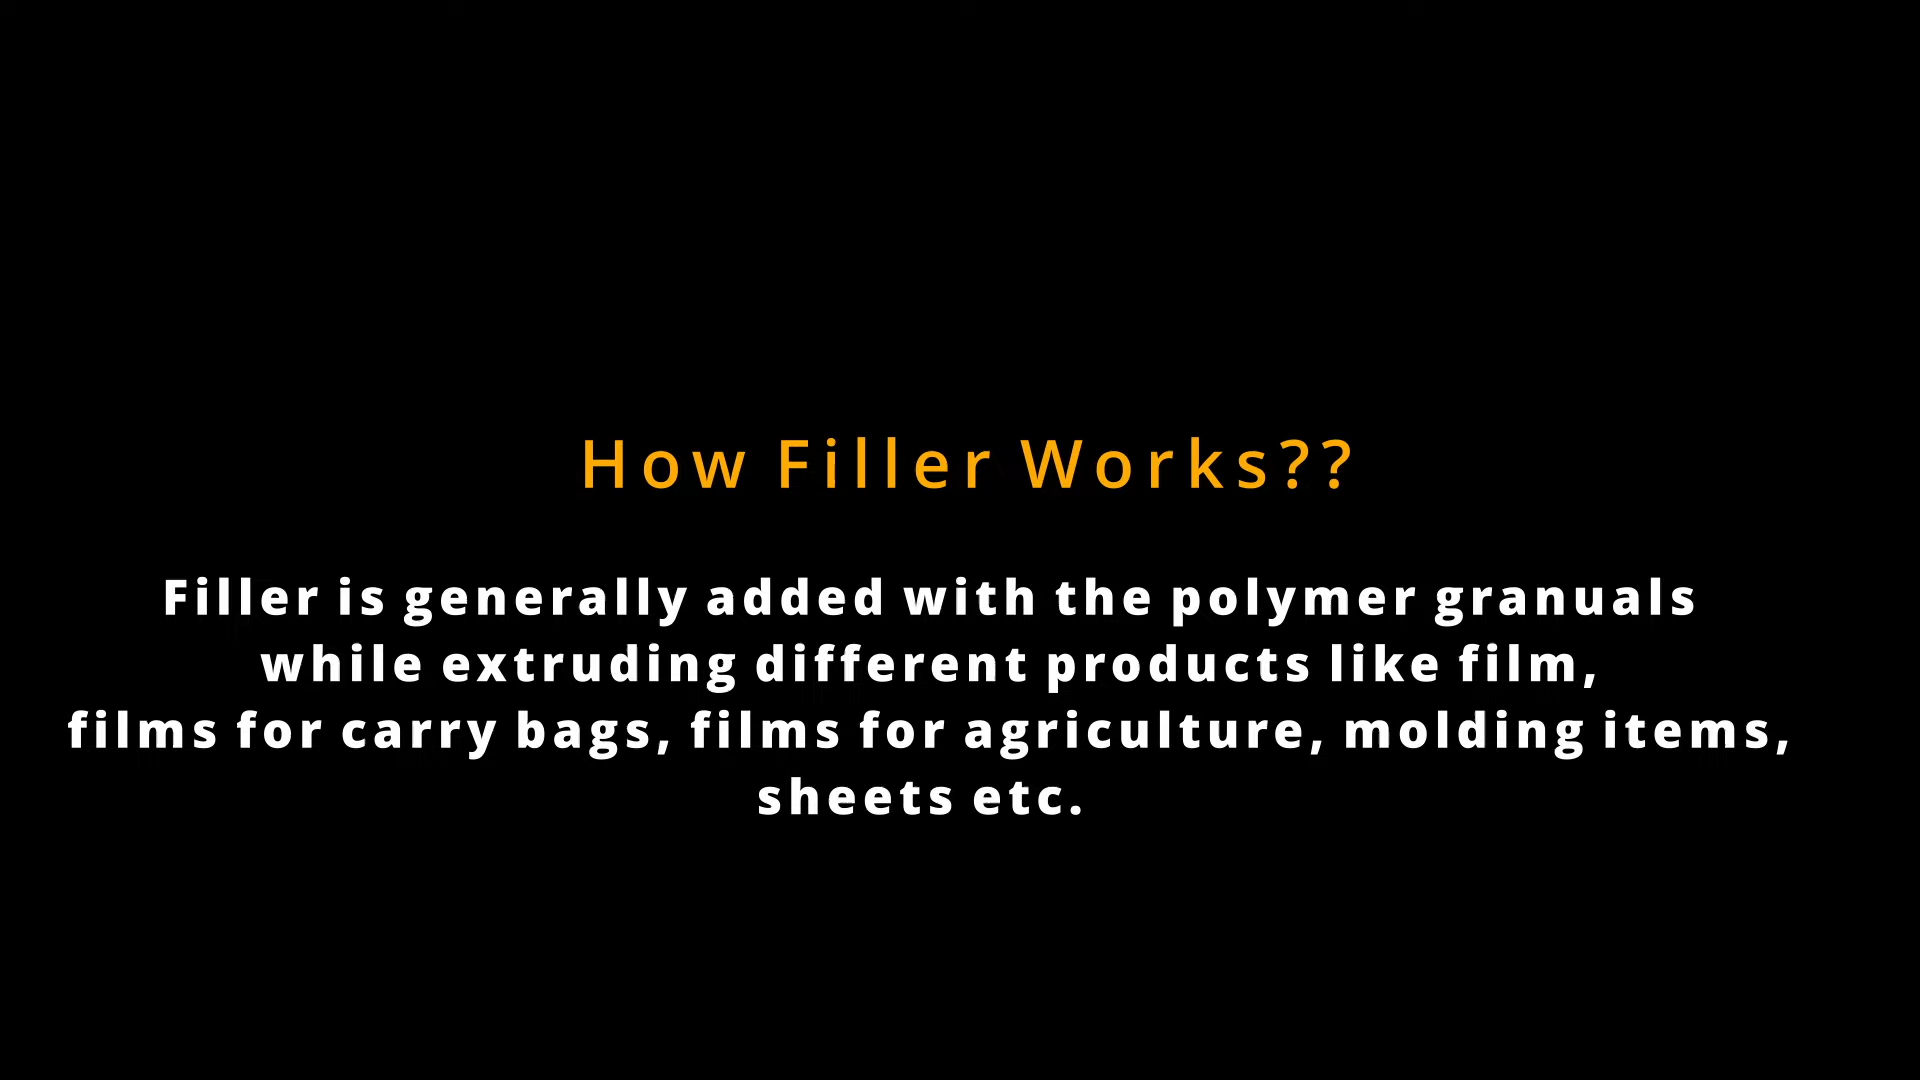 How Filler Works??
Filler is generally added with the polymer granuals
while extruding different products like film,
films for carry bags, films for agriculture, molding items,
sheets etc.